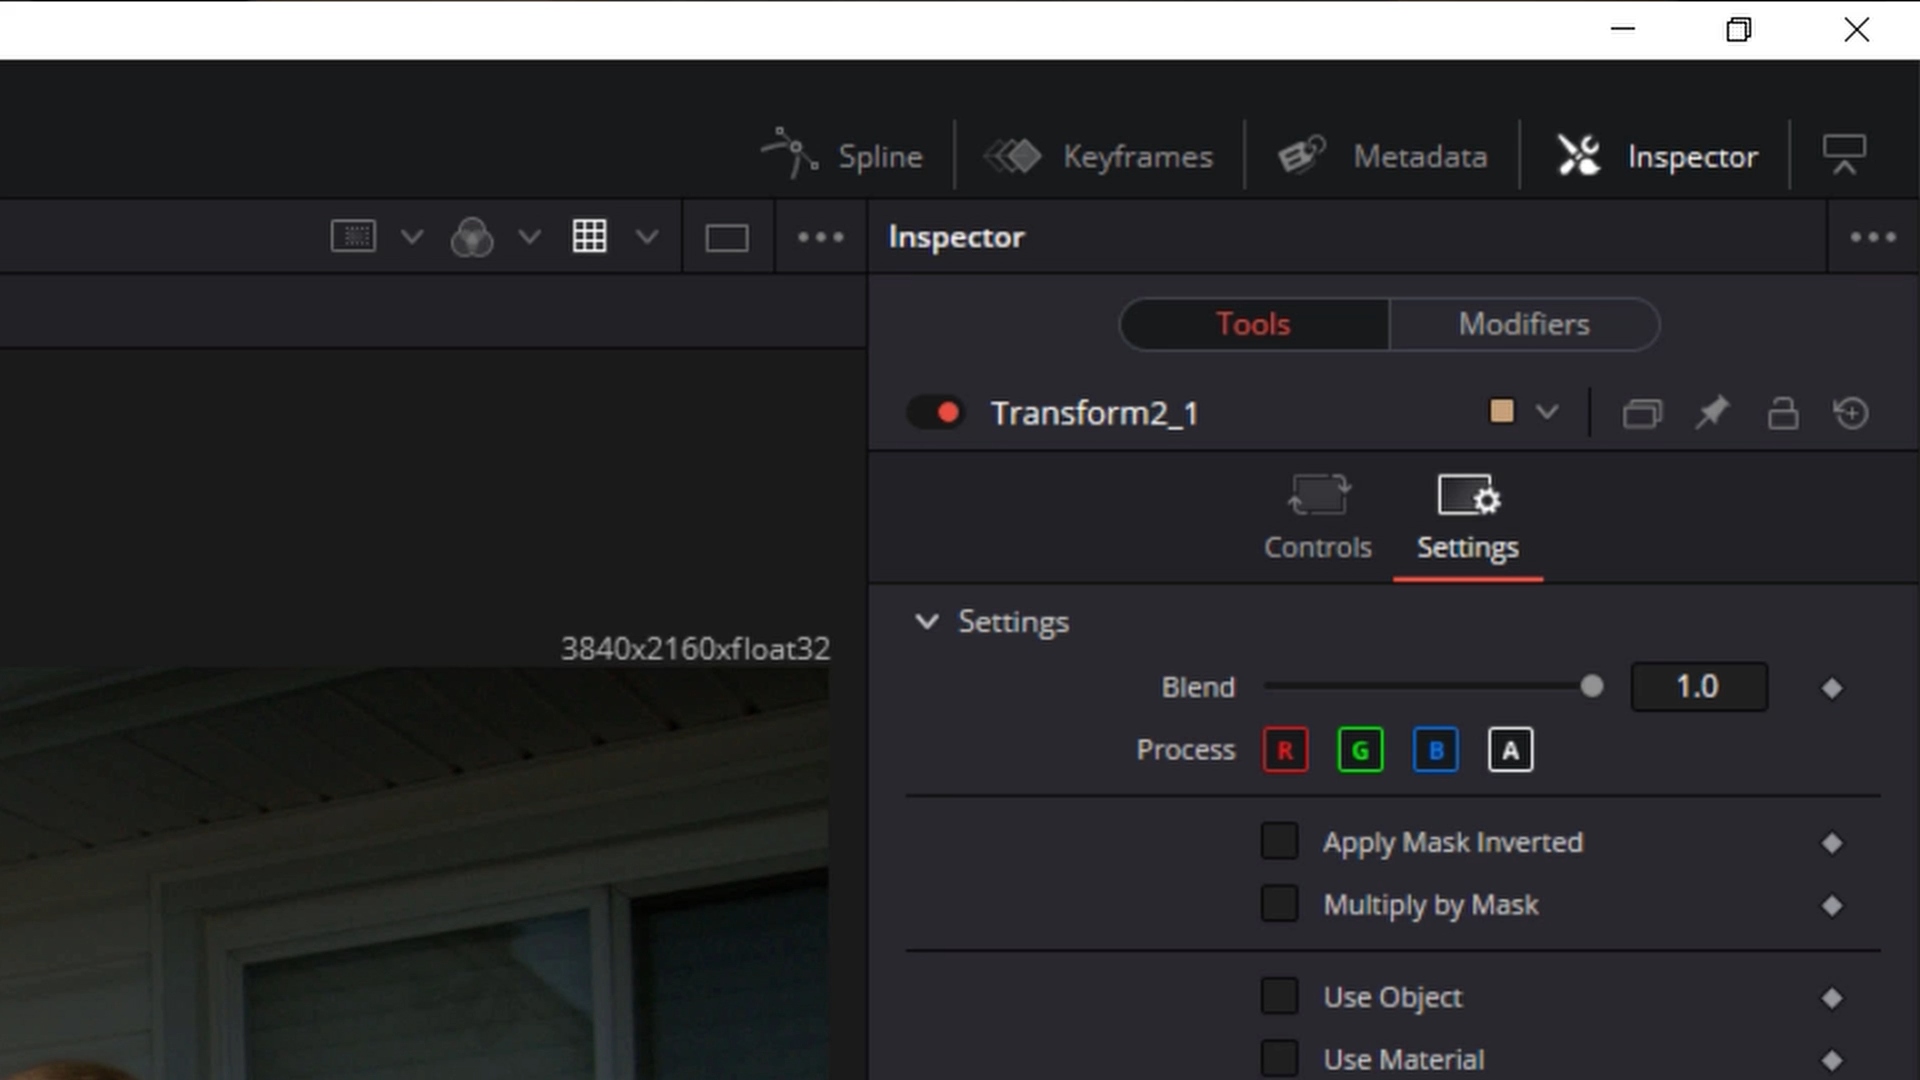 Spline Keyframes Metadata Inspector
Inspector
Tools Modifiers
Transform2_1
Controls Settings
Settings
3840x2160xfloat32
Blend 1.0
Process R G B A
Apply Mask Inverted
Multiply by Mask
Use Object
Use Material